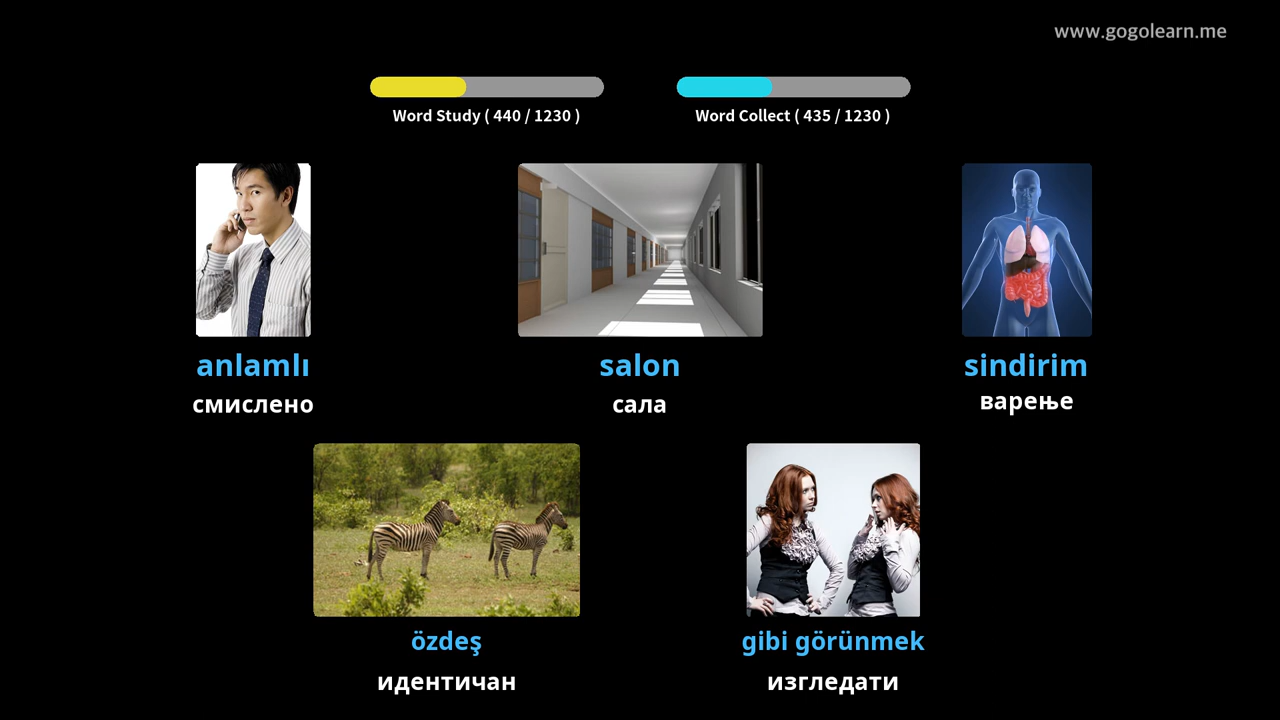 www.gogolearn.me
Word Study ( 440 / 1230 )
Word Collect ( 435 / 1230 )
anlamlı
смислено
salon
сала
sindirim
варење
özdeş
идентичан
gibi görünmek
изгледати